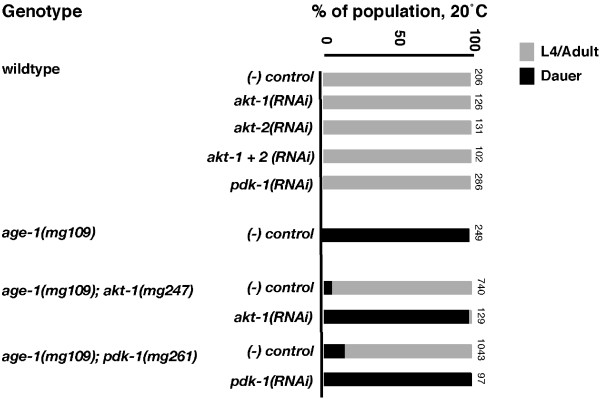 Genotype % of population, 20°C
0 50 100
L4/Adult
Dauer
wildtype
(-) control 206
akt-1(RNAi) 126
akt-2(RNAi) 131
akt-1 + 2 (RNAi) 102
pdk-1(RNAi) 286
age-1(mg109) (-) control 249
age-1(mg109); akt-1(mg247) (-) control 740
akt-1(RNAi) 129
age-1(mg109); pdk-1(mg261) (-) control 1043
pdk-1(RNAi) 97